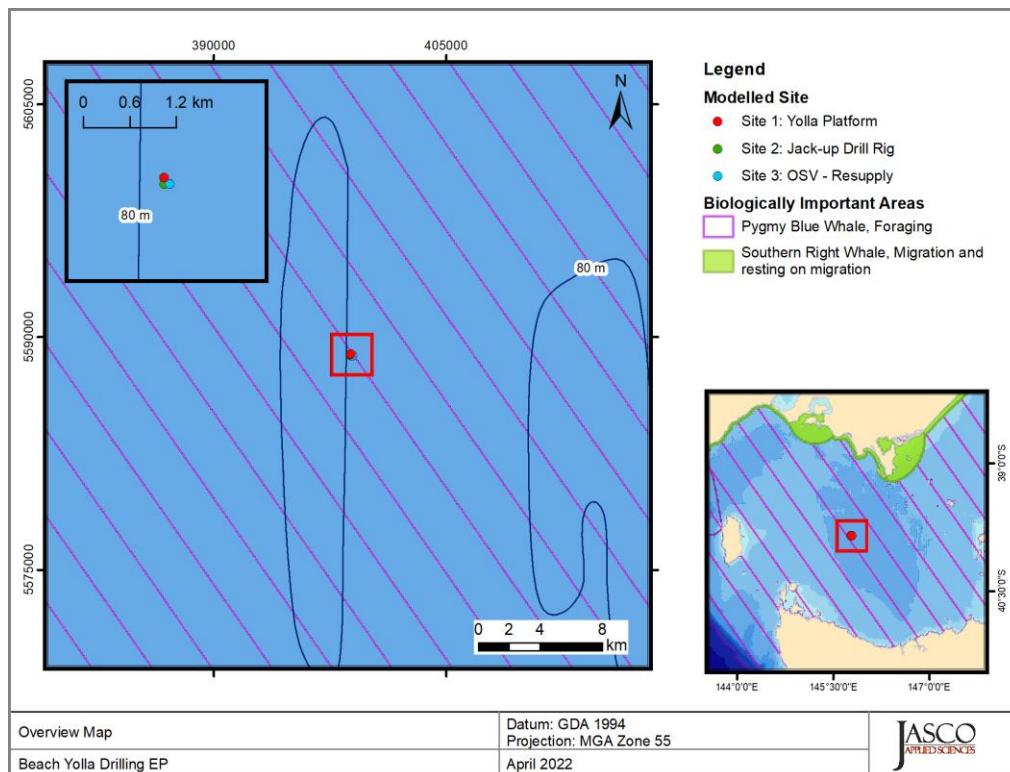 390000
405000
5605000
5590000
5575000
0 0.6 1.2 km
80 m
N
80 m
0 2 4 8
km
Legend
Modelled Site
Site 1: Yolla Platform
Site 2: Jack-up Drill Rig
Site 3: OSV - Resupply
Biologically Important Areas
Pygmy Blue Whale, Foraging
Southern Right Whale, Migration and
resting on migration
39°0'0"S
40°30'0"S
144°0'0"E
145°30'0"E
147°0'0"E
Overview Map
Datum: GDA 1994
Projection: MGA Zone 55
Beach Yolla Drilling EP
April 2022
JASCO
APPLIED SCIENCES